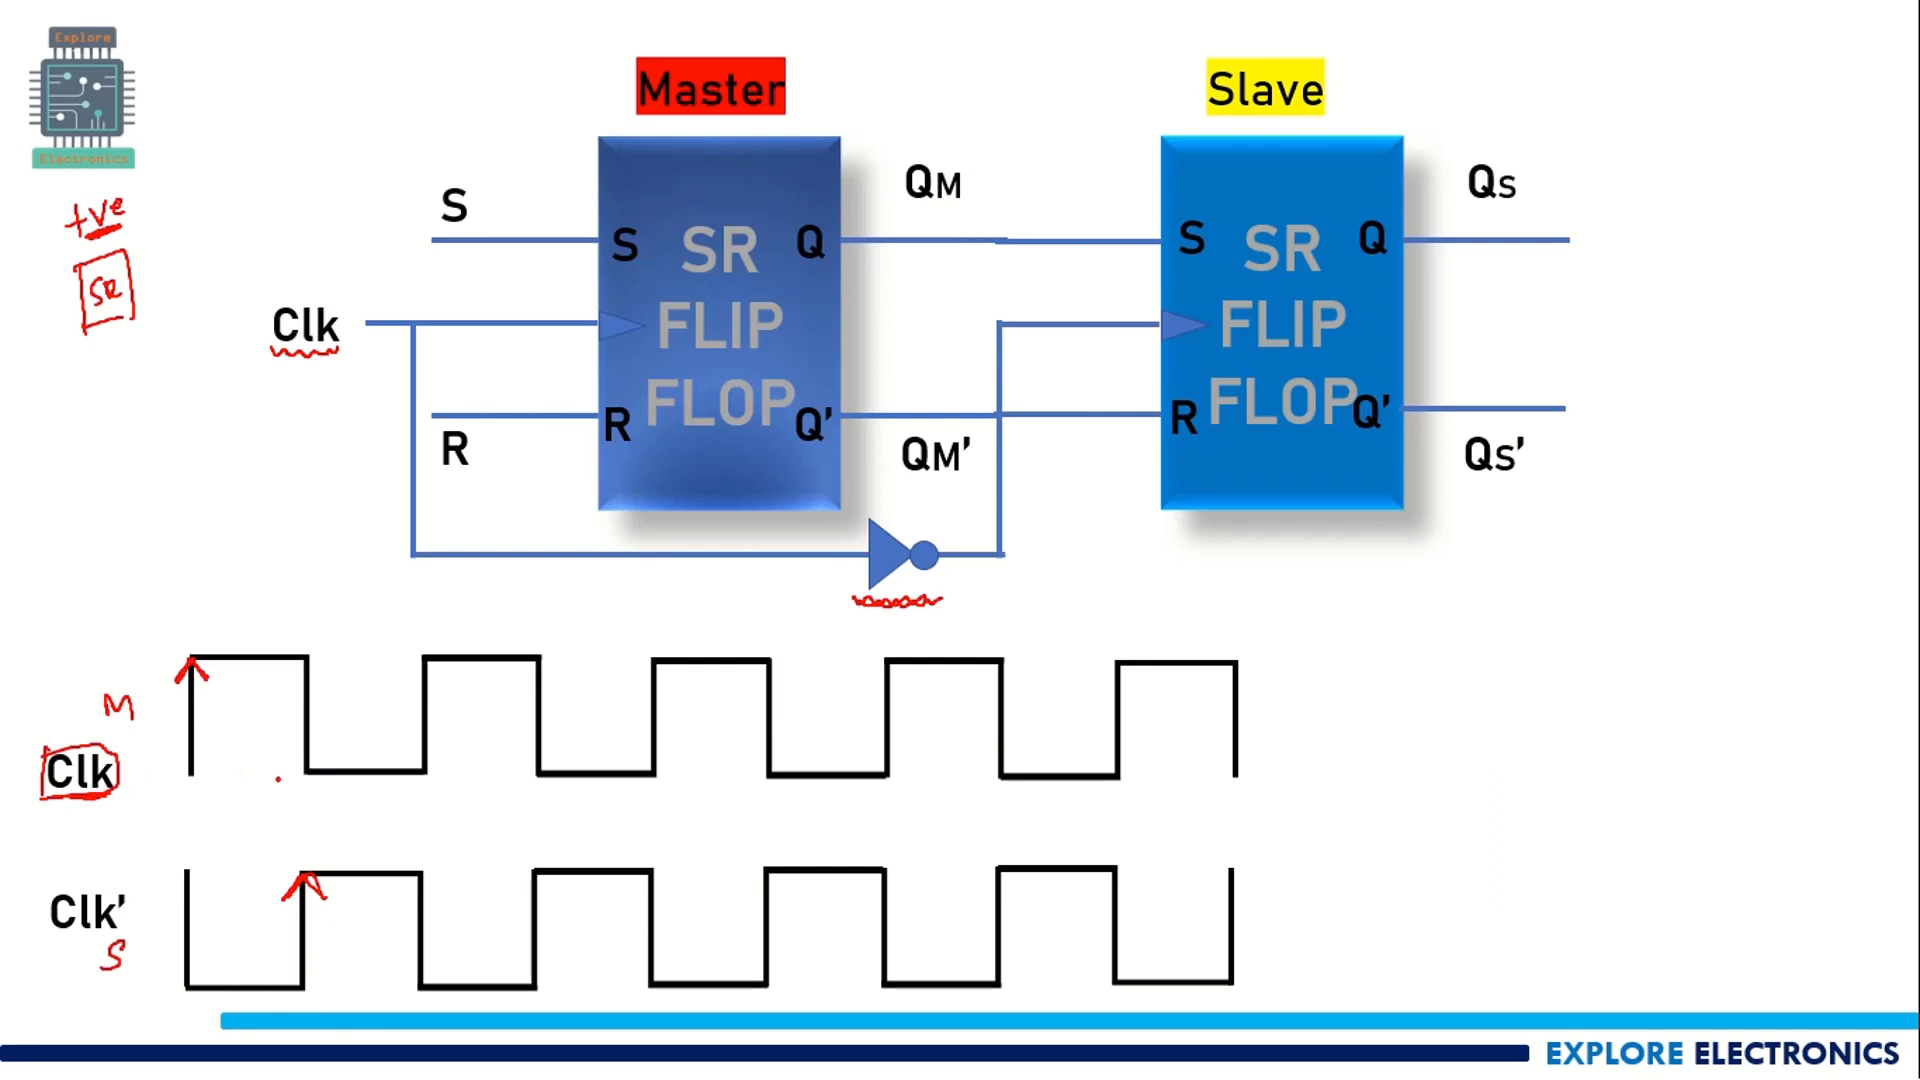 Explore
Electronics
+ve
SR
Master
Slave
S
QM
QS
S
SR
Q
S
SR
Q
Clk
FLIP
FLIP
R
FLOP
Q'
R
FLOP
Q'
R
QM'
QS'
M
Clk
Clk'
S
EXPLORE ELECTRONICS